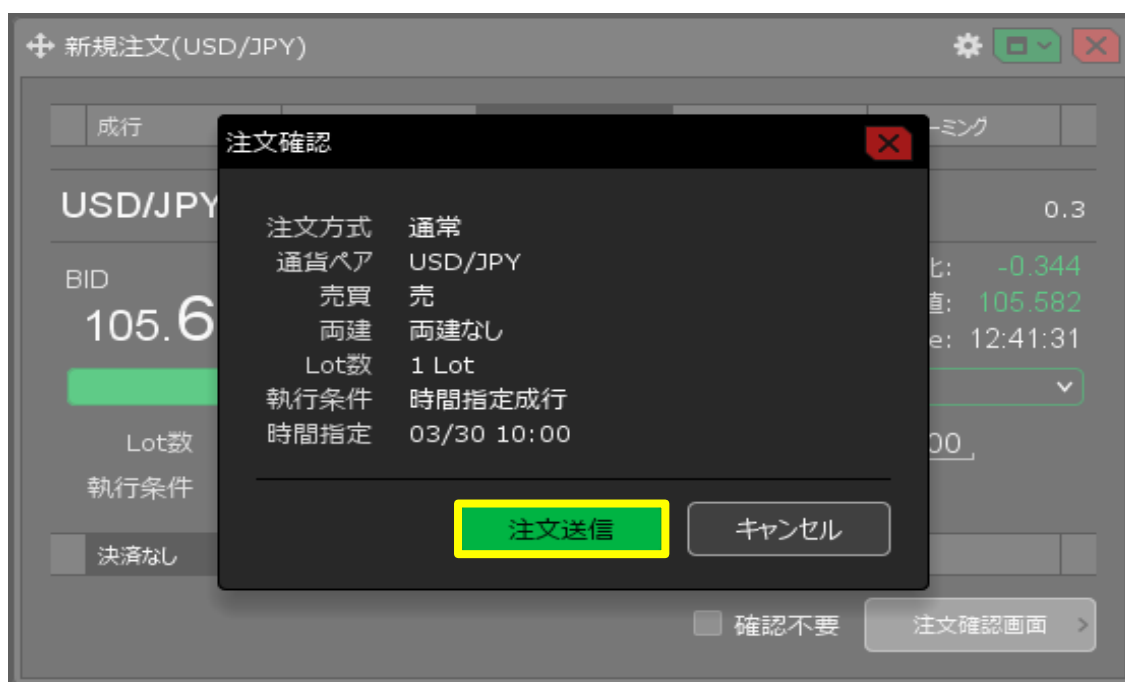 新規注文(USD/JPY)
成行
ーミング
注文確認
USD/JPY
0.3
注文方式 通常
通貨ペア USD/JPY
売買 売
両建 両建なし
Lot数 1 Lot
執行条件 時間指定成行
時間指定 03/30 10:00
BID
105.6
比: -0.344
値: 105.582
e: 12:41:31
Lot数
00
執行条件
注文送信 キャンセル
決済なし
確認不要 注文確認画面